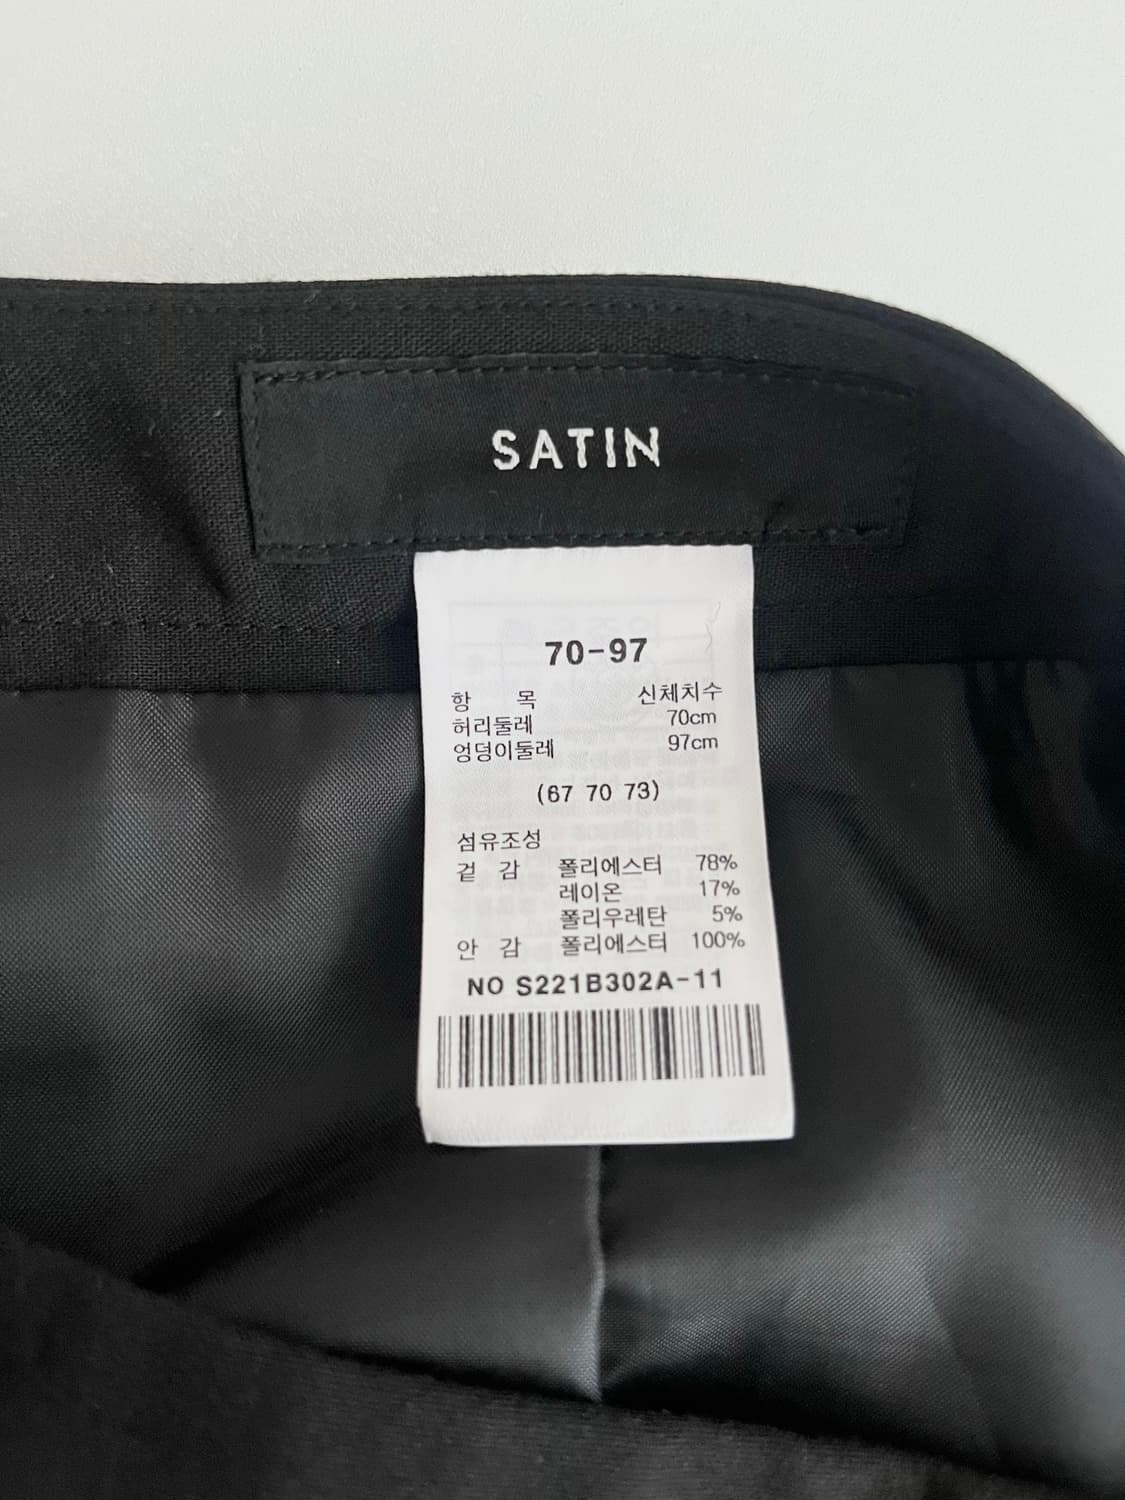 SATIN
70-97
항 목 신체치수
허리둘레 70cm
엉덩이둘레 97cm
(67 70 73)
섬유조성
겉 감 폴리에스터 78%
레이온 17%
폴리우레탄 5%
안 감 폴리에스터 100%
NO S221B302A-11